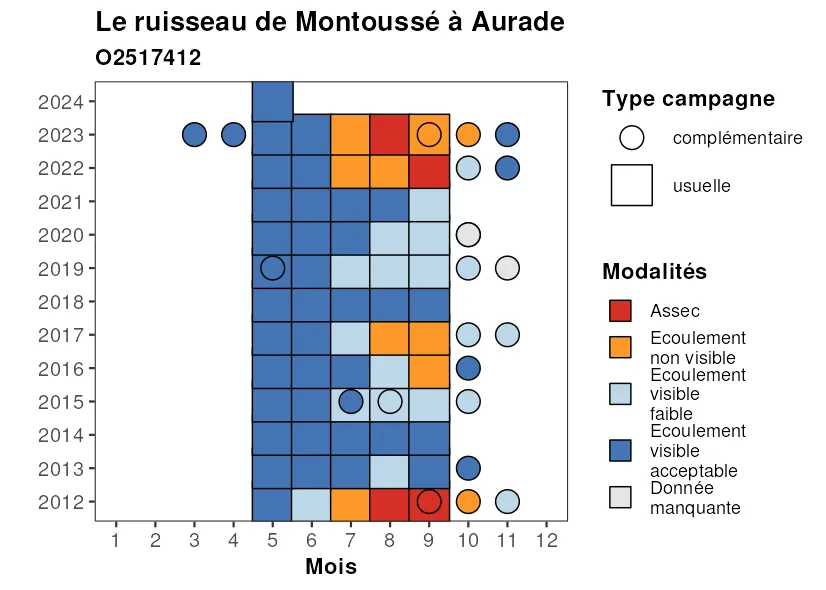 Le ruisseau de Montoussé à Aurade
O2517412
2024
2023
2022
2021
2020
2019
2018
2017
2016
2015
2014
2013
2012
1 2 3 4 5 6 7 8 9 10 11 12
Mois
Type campagne
complémentaire
usuelle
Modalités
Assec
Ecoulement
non visible
Ecoulement
visible
faible
Ecoulement
visible
acceptable
Donnée
manquante